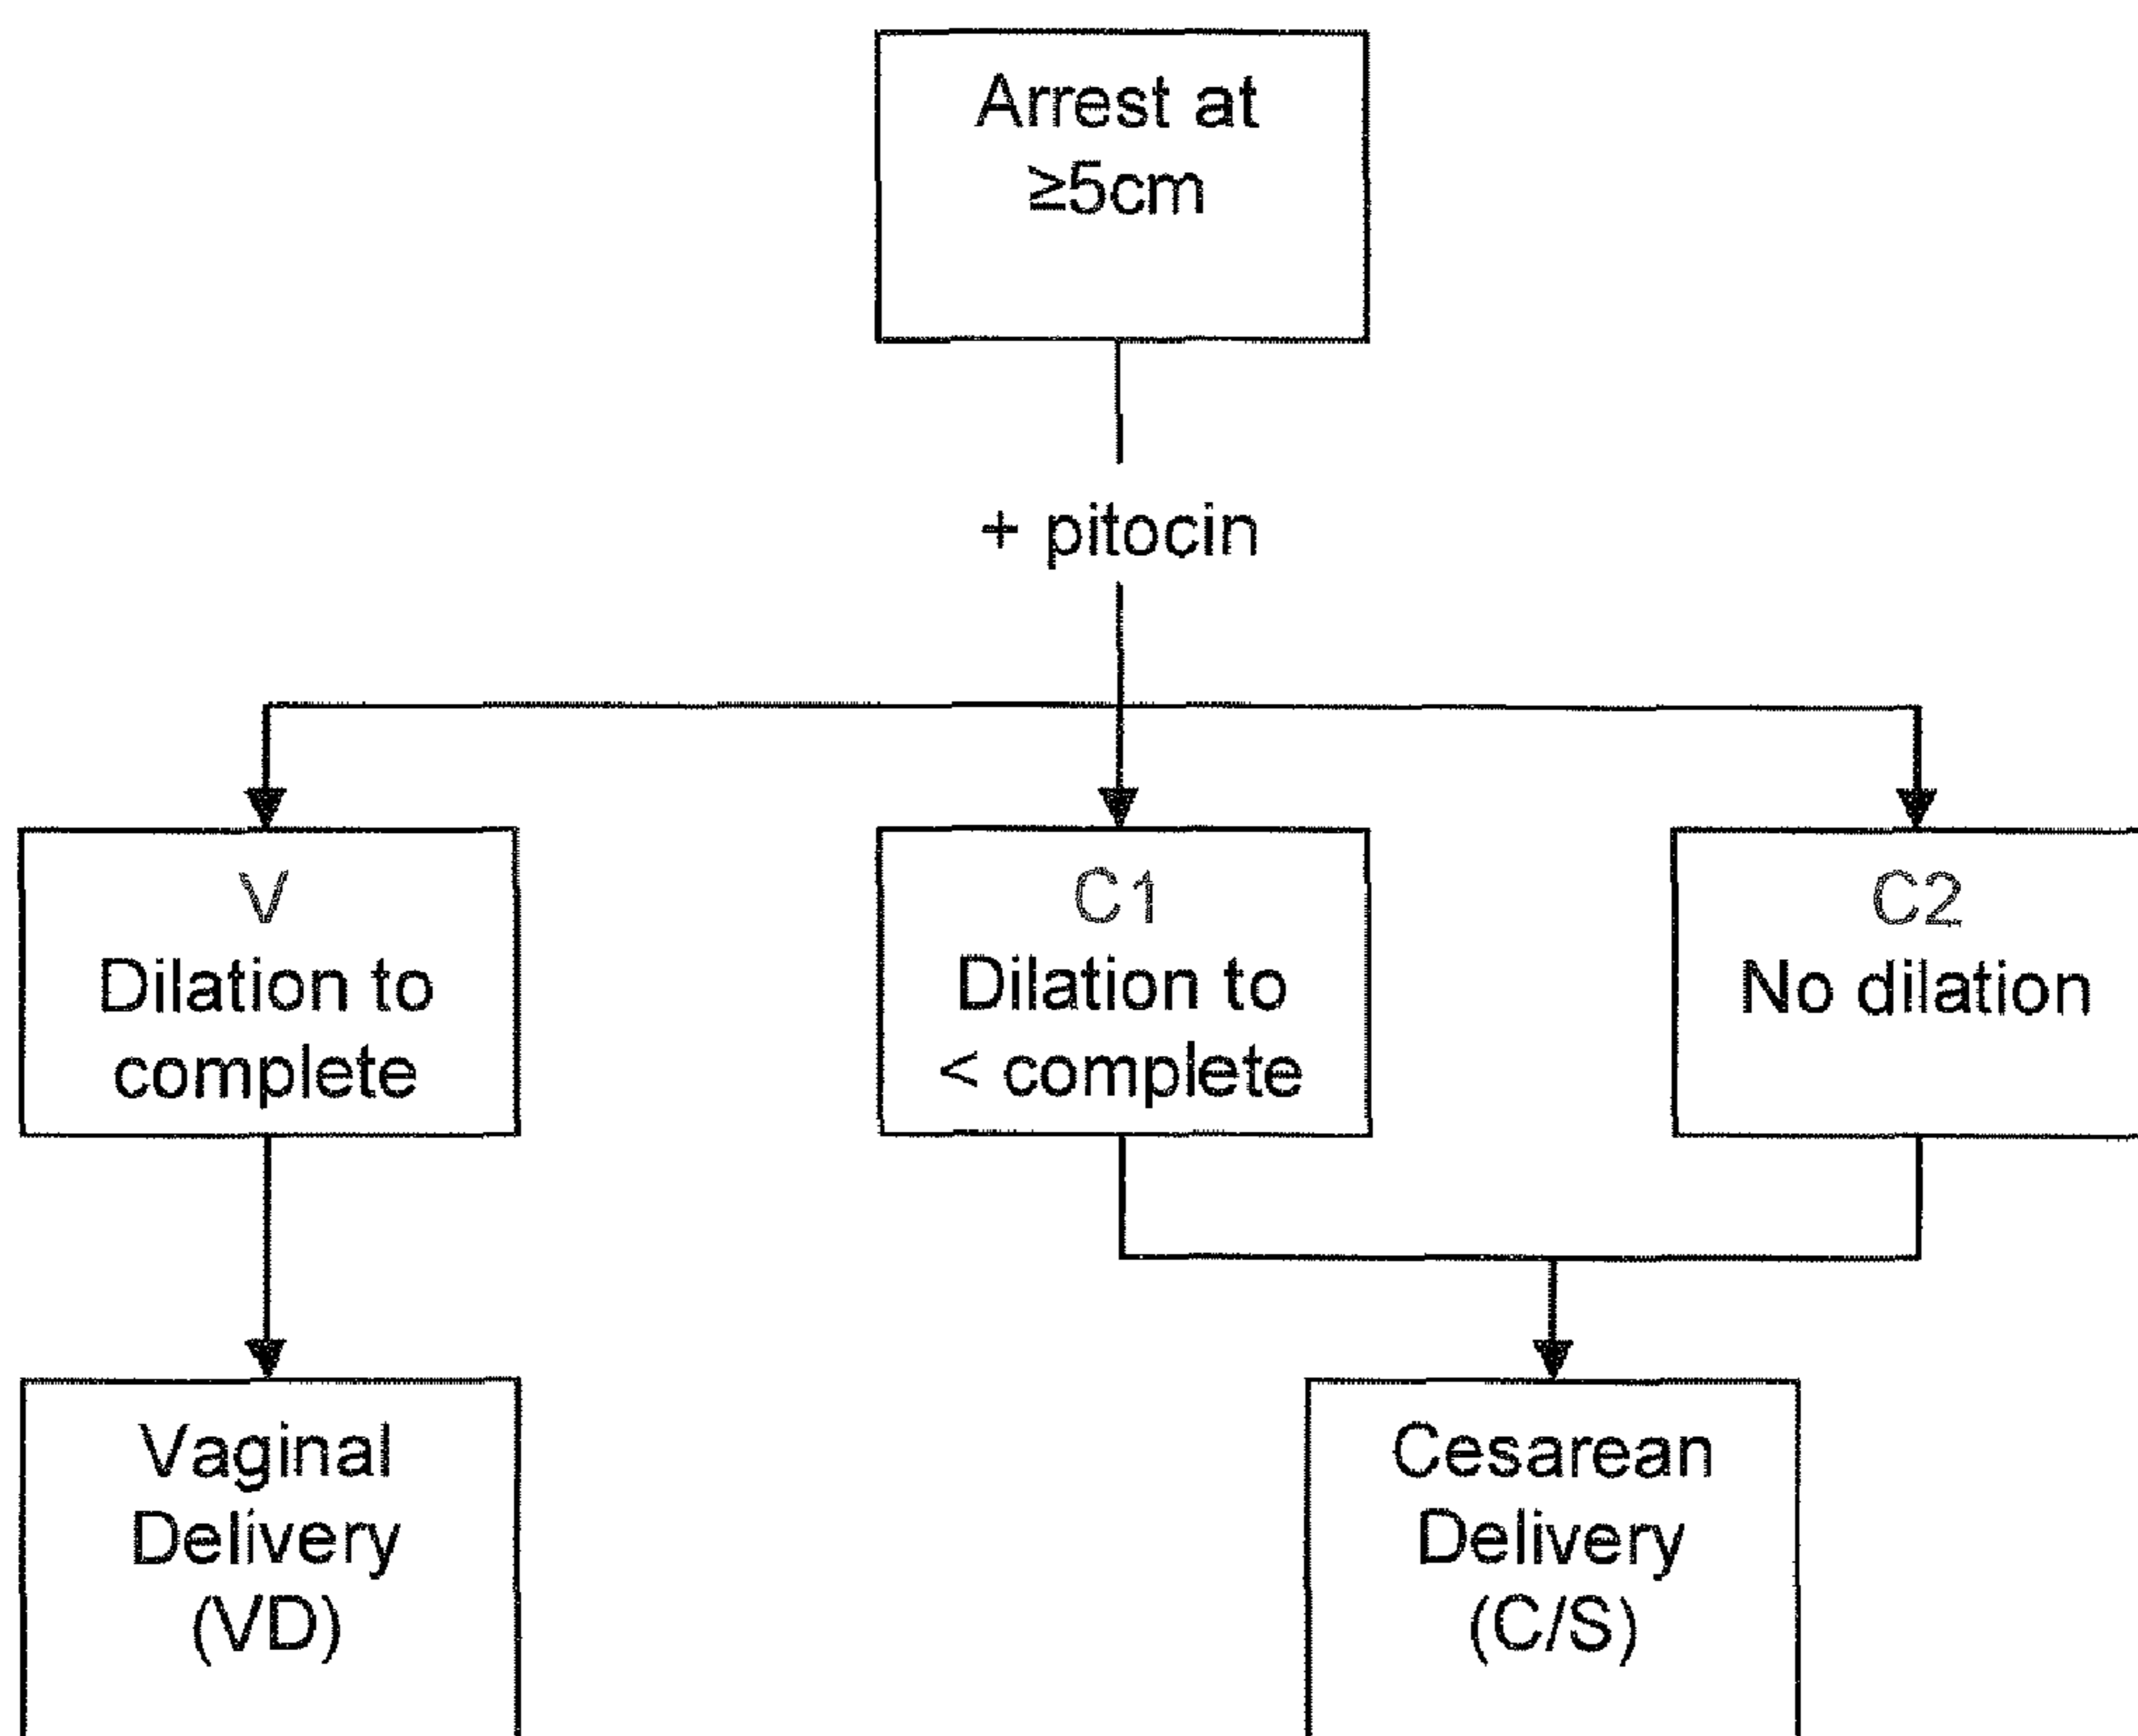 Arrest at
≥5cm
+ pitocin
V
Dilation to
complete
C1
Dilation to
< complete
C2
No dilation
Vaginal
Delivery
(VD)
Cesarean
Delivery
(C/S)